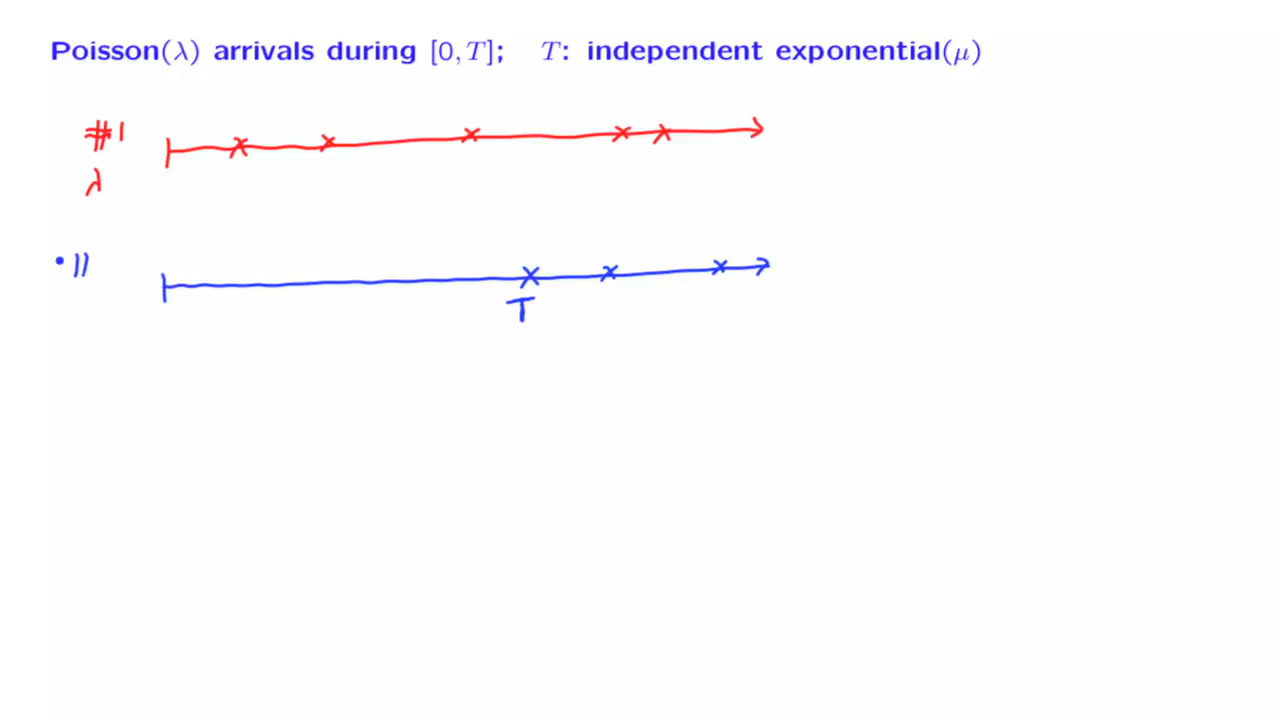 Poisson(λ) arrivals during [0, T]; T: independent exponential(μ)
#1
λ
T